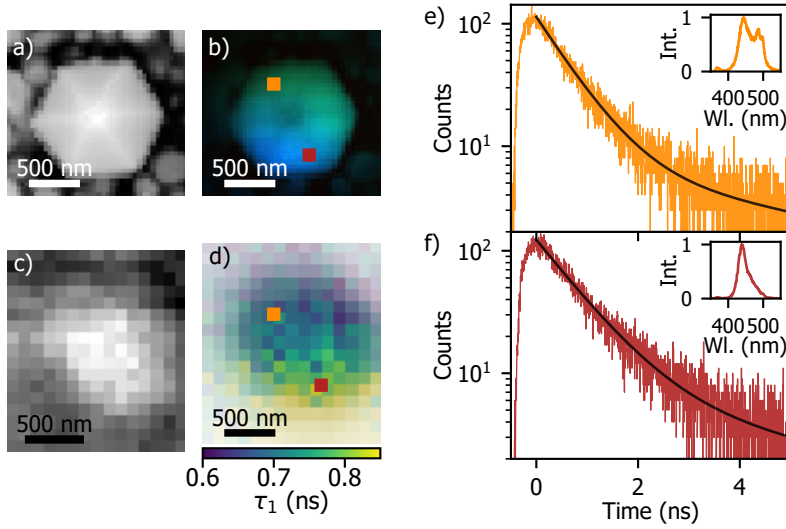 a)
500 nm
b)
500 nm
c)
500 nm
d)
500 nm
0.6 0.7 0.8
τ1 (ns)
e)
10²
10¹
Counts
1
0
Int.
400 500
Wl. (nm)
f)
10²
10¹
Counts
1
0
Int.
400 500
Wl. (nm)
0 2 4
Time (ns)